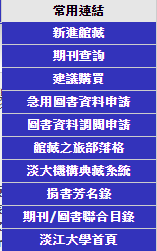 常用連結
新進館藏
期刊查詢
建議購買
急用圖書資料申請
圖書資料調閱申請
館藏之旅部落格
淡大機構典藏系統
捐書芳名錄
期刊/圖書聯合目錄
淡江大學首頁